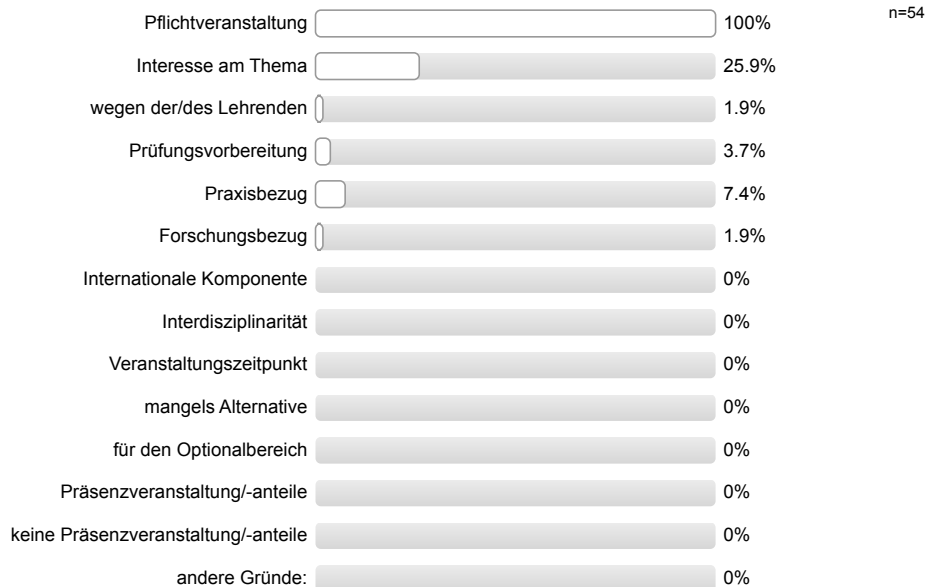 n=54
Pflichtveranstaltung 100%
Interesse am Thema 25.9%
wegen der/des Lehrenden 1.9%
Prüfungsvorbereitung 3.7%
Praxisbezug 7.4%
Forschungsbezug 1.9%
Internationale Komponente 0%
Interdisziplinarität 0%
Veranstaltungszeitpunkt 0%
mangels Alternative 0%
für den Optionalbereich 0%
Präsenzveranstaltung/-anteile 0%
keine Präsenzveranstaltung/-anteile 0%
andere Gründe: 0%